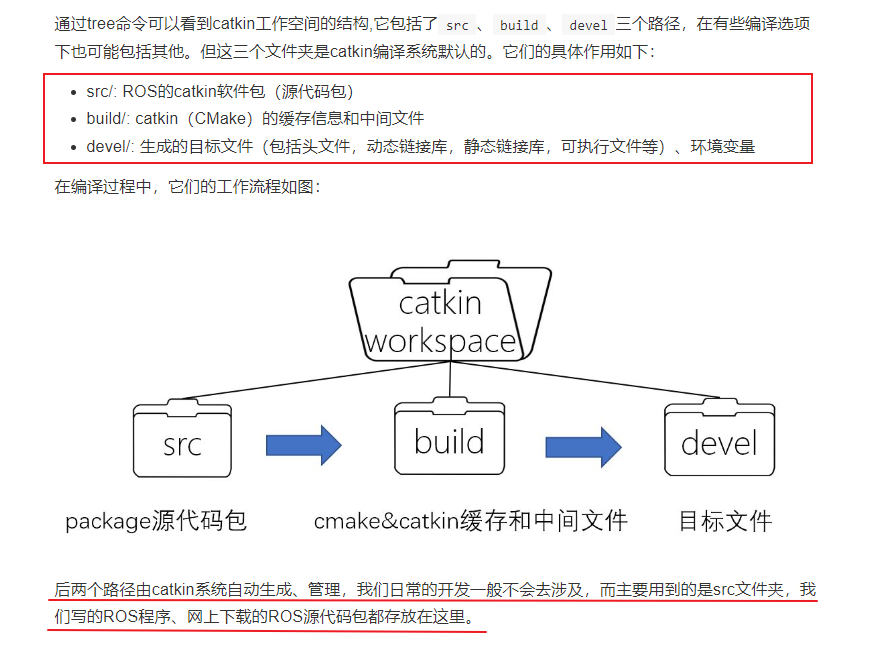 通过tree命令可以看到catkin工作空间的结构,它包括了 src 、 build 、 devel 三个路径，在有些编译选项
下也可能包括其他。但这三个文件夹是catkin编译系统默认的。它们的具体作用如下：
• src/: ROS的catkin软件包（源代码包）
• build/: catkin（CMake）的缓存信息和中间文件
• devel/: 生成的目标文件（包括头文件，动态链接库，静态链接库，可执行文件等）、环境变量
在编译过程中，它们的工作流程如图：
catkin
workspace
src
build
devel
package源代码包
cmake&catkin缓存和中间文件
目标文件
后两个路径由catkin系统自动生成、管理，我们日常的开发一般不会去涉及，而主要用到的是src文件夹，我
们写的ROS程序、网上下载的ROS源代码包都存放在这里。